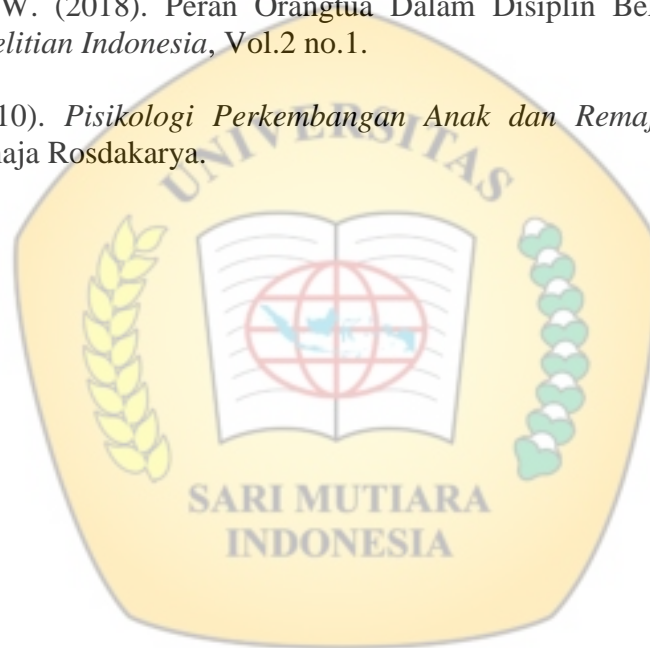 W. (2018). Peran Orangtua Dalam Disiplin Be
elitian Indonesia, Vol.2 no.1.
10). Pisikologi Perkembangan Anak dan Remaj
aja Rosdakarya.
UNIVERSITAS
SARI MUTIARA
INDONESIA